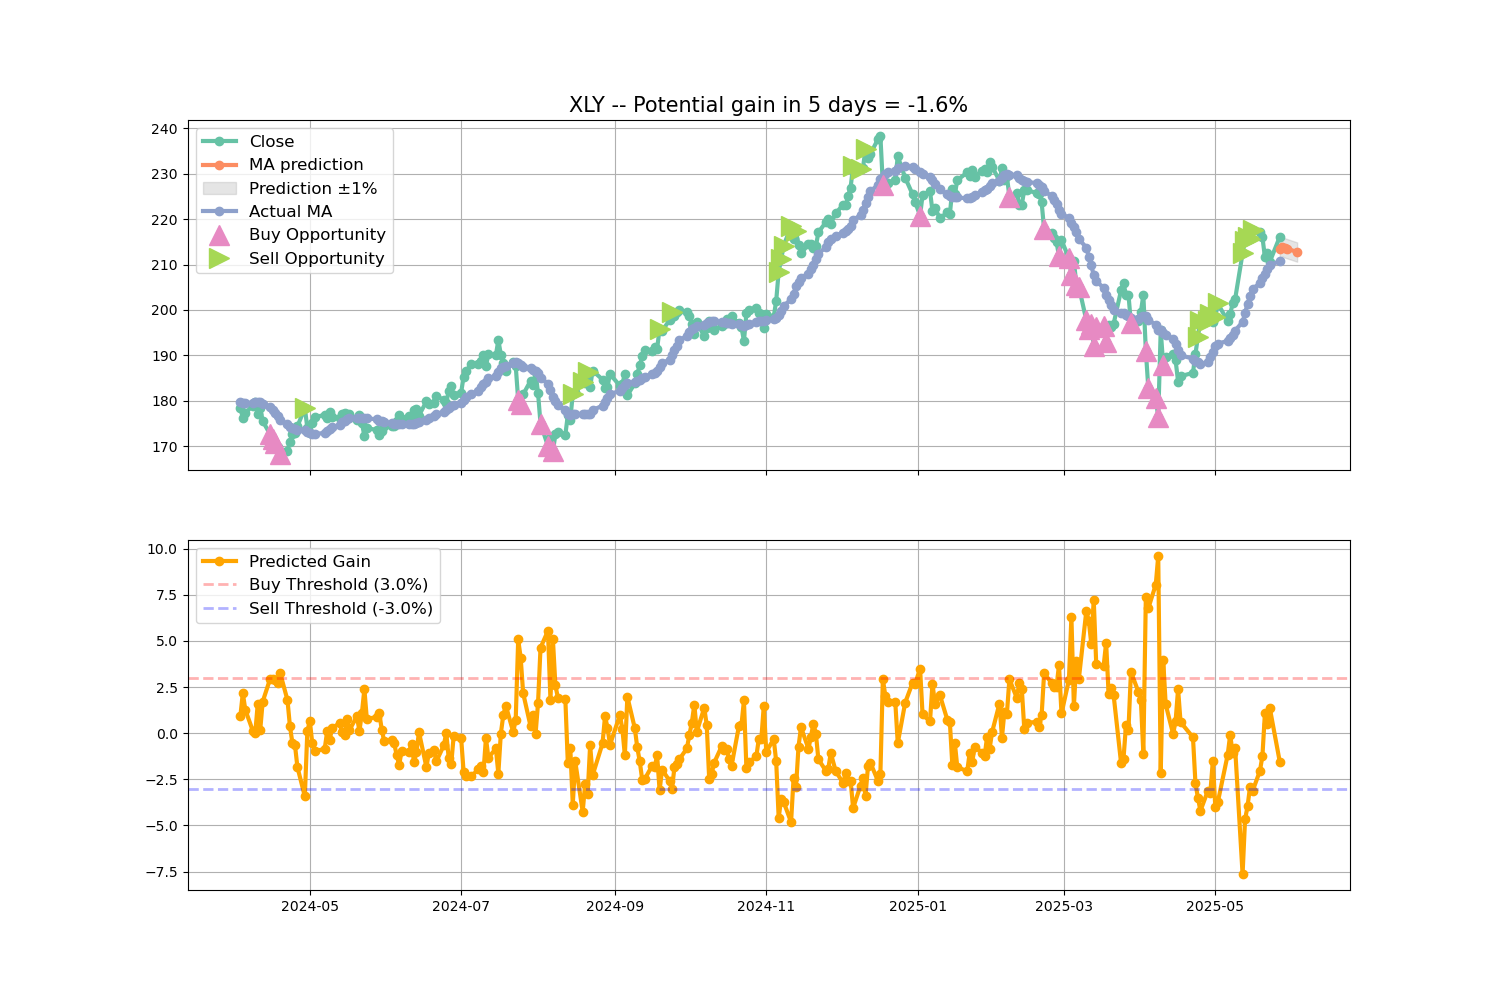 XLY -- Potential gain in 5 days = -1.6%
240
230
220
210
200
190
180
170
Close
MA prediction
Prediction ±1%
Actual MA
Buy Opportunity
Sell Opportunity
10.0
7.5
5.0
2.5
0.0
−2.5
−5.0
−7.5
Predicted Gain
Buy Threshold (3.0%)
Sell Threshold (-3.0%)
2024-05
2024-07
2024-09
2024-11
2025-01
2025-03
2025-05